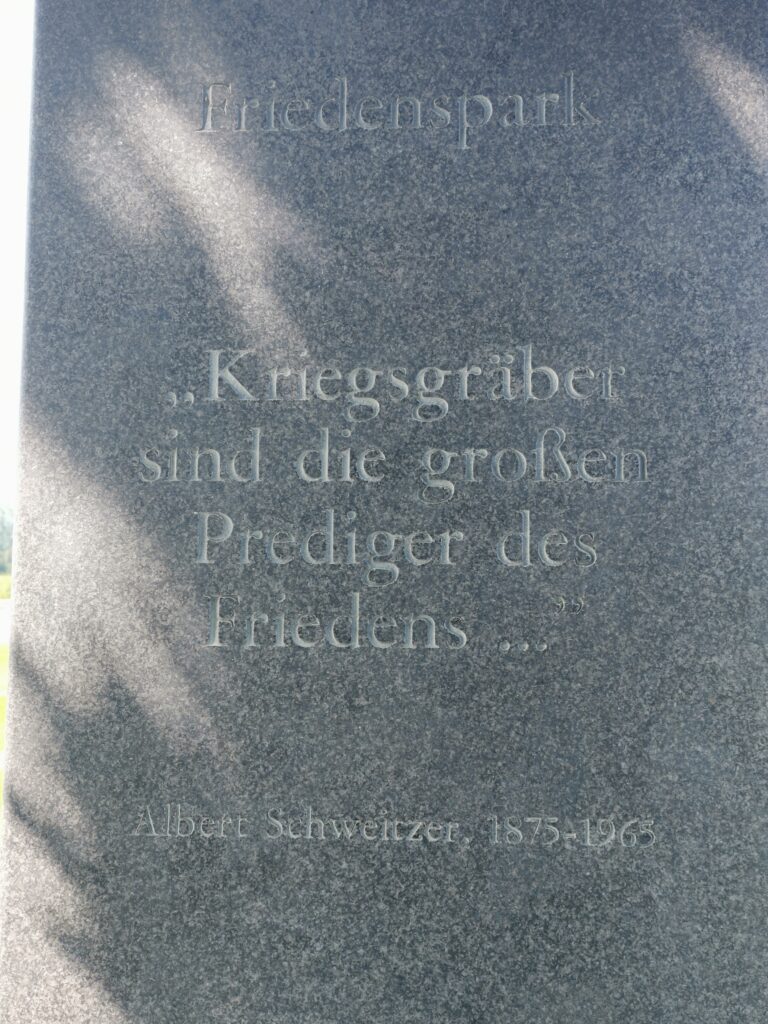 Friedenspark
„Kriegsgräber
sind die großen
Prediger des
Friedens ...”
Albert Schweitzer, 1875-1965